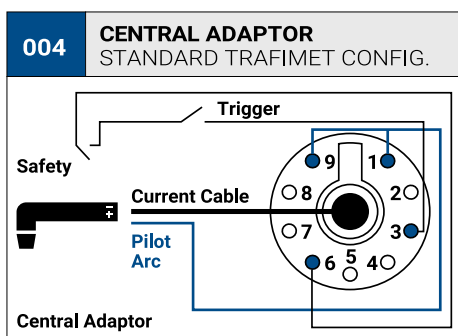 004
CENTRAL ADAPTOR
STANDARD TRAFIMET CONFIG.
Trigger
Safety
9 1
8 2
Current Cable
7 3
Pilot
Arc
6 5 4
Central Adaptor